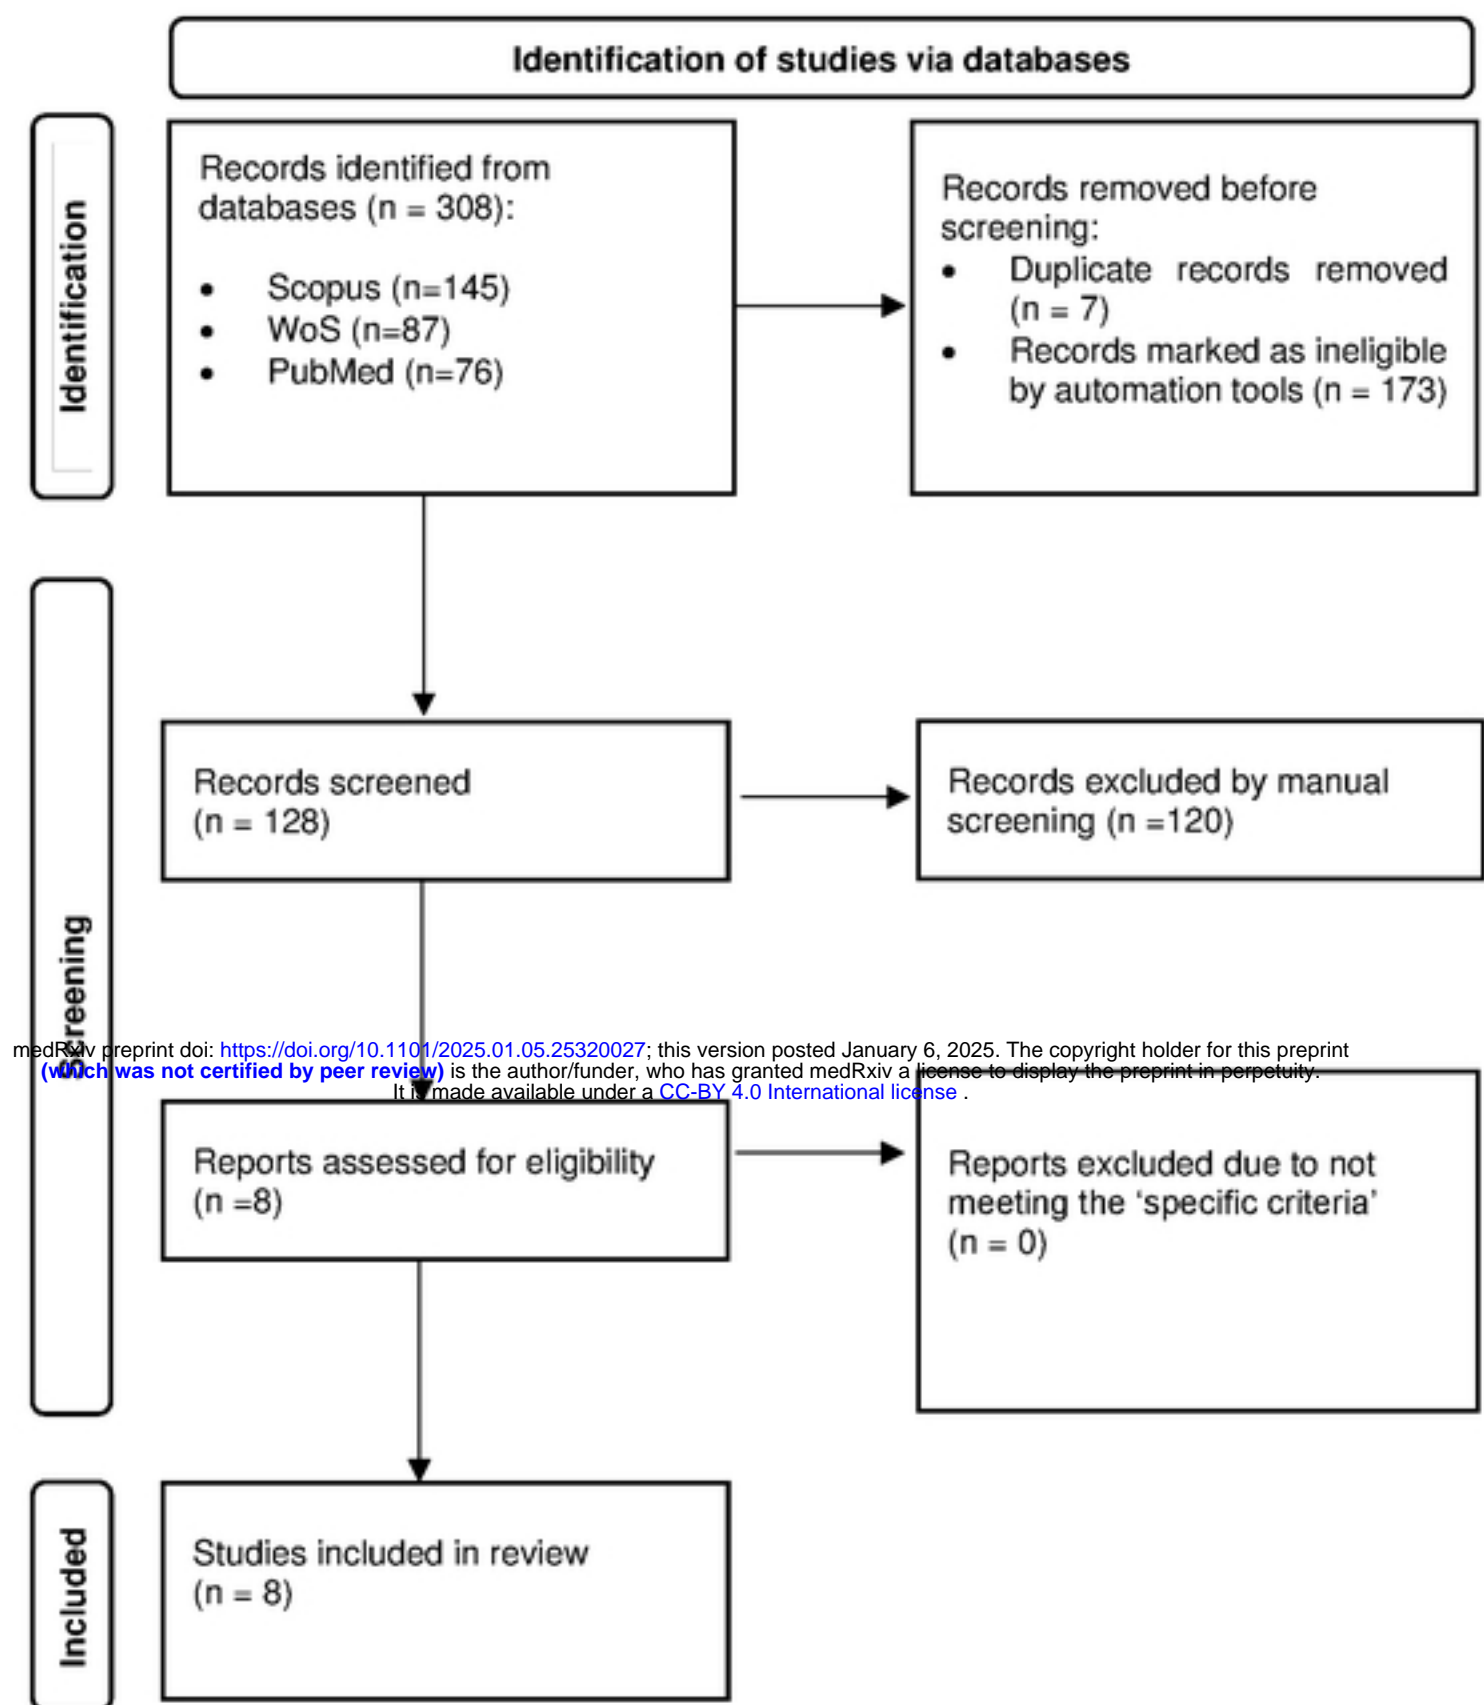 Identification of studies via databases
Identification
Records identified from
databases (n = 308):
• Scopus (n=145)
• WoS (n=87)
• PubMed (n=76)
Records removed before
screening:
• Duplicate records removed
(n = 7)
• Records marked as ineligible
by automation tools (n = 173)
Screening
Records screened
(n = 128)
Records excluded by manual
screening (n =120)
medRxiv preprint doi: https://doi.org/10.1101/2025.01.05.25320027; this version posted January 6, 2025. The copyright holder for this preprint
(which was not certified by peer review) is the author/funder, who has granted medRxiv a license to display the preprint in perpetuity.
It is made available under a CC-BY 4.0 International license .
Reports assessed for eligibility
(n =8)
Reports excluded due to not
meeting the ‘specific criteria’
(n = 0)
Included
Studies included in review
(n = 8)